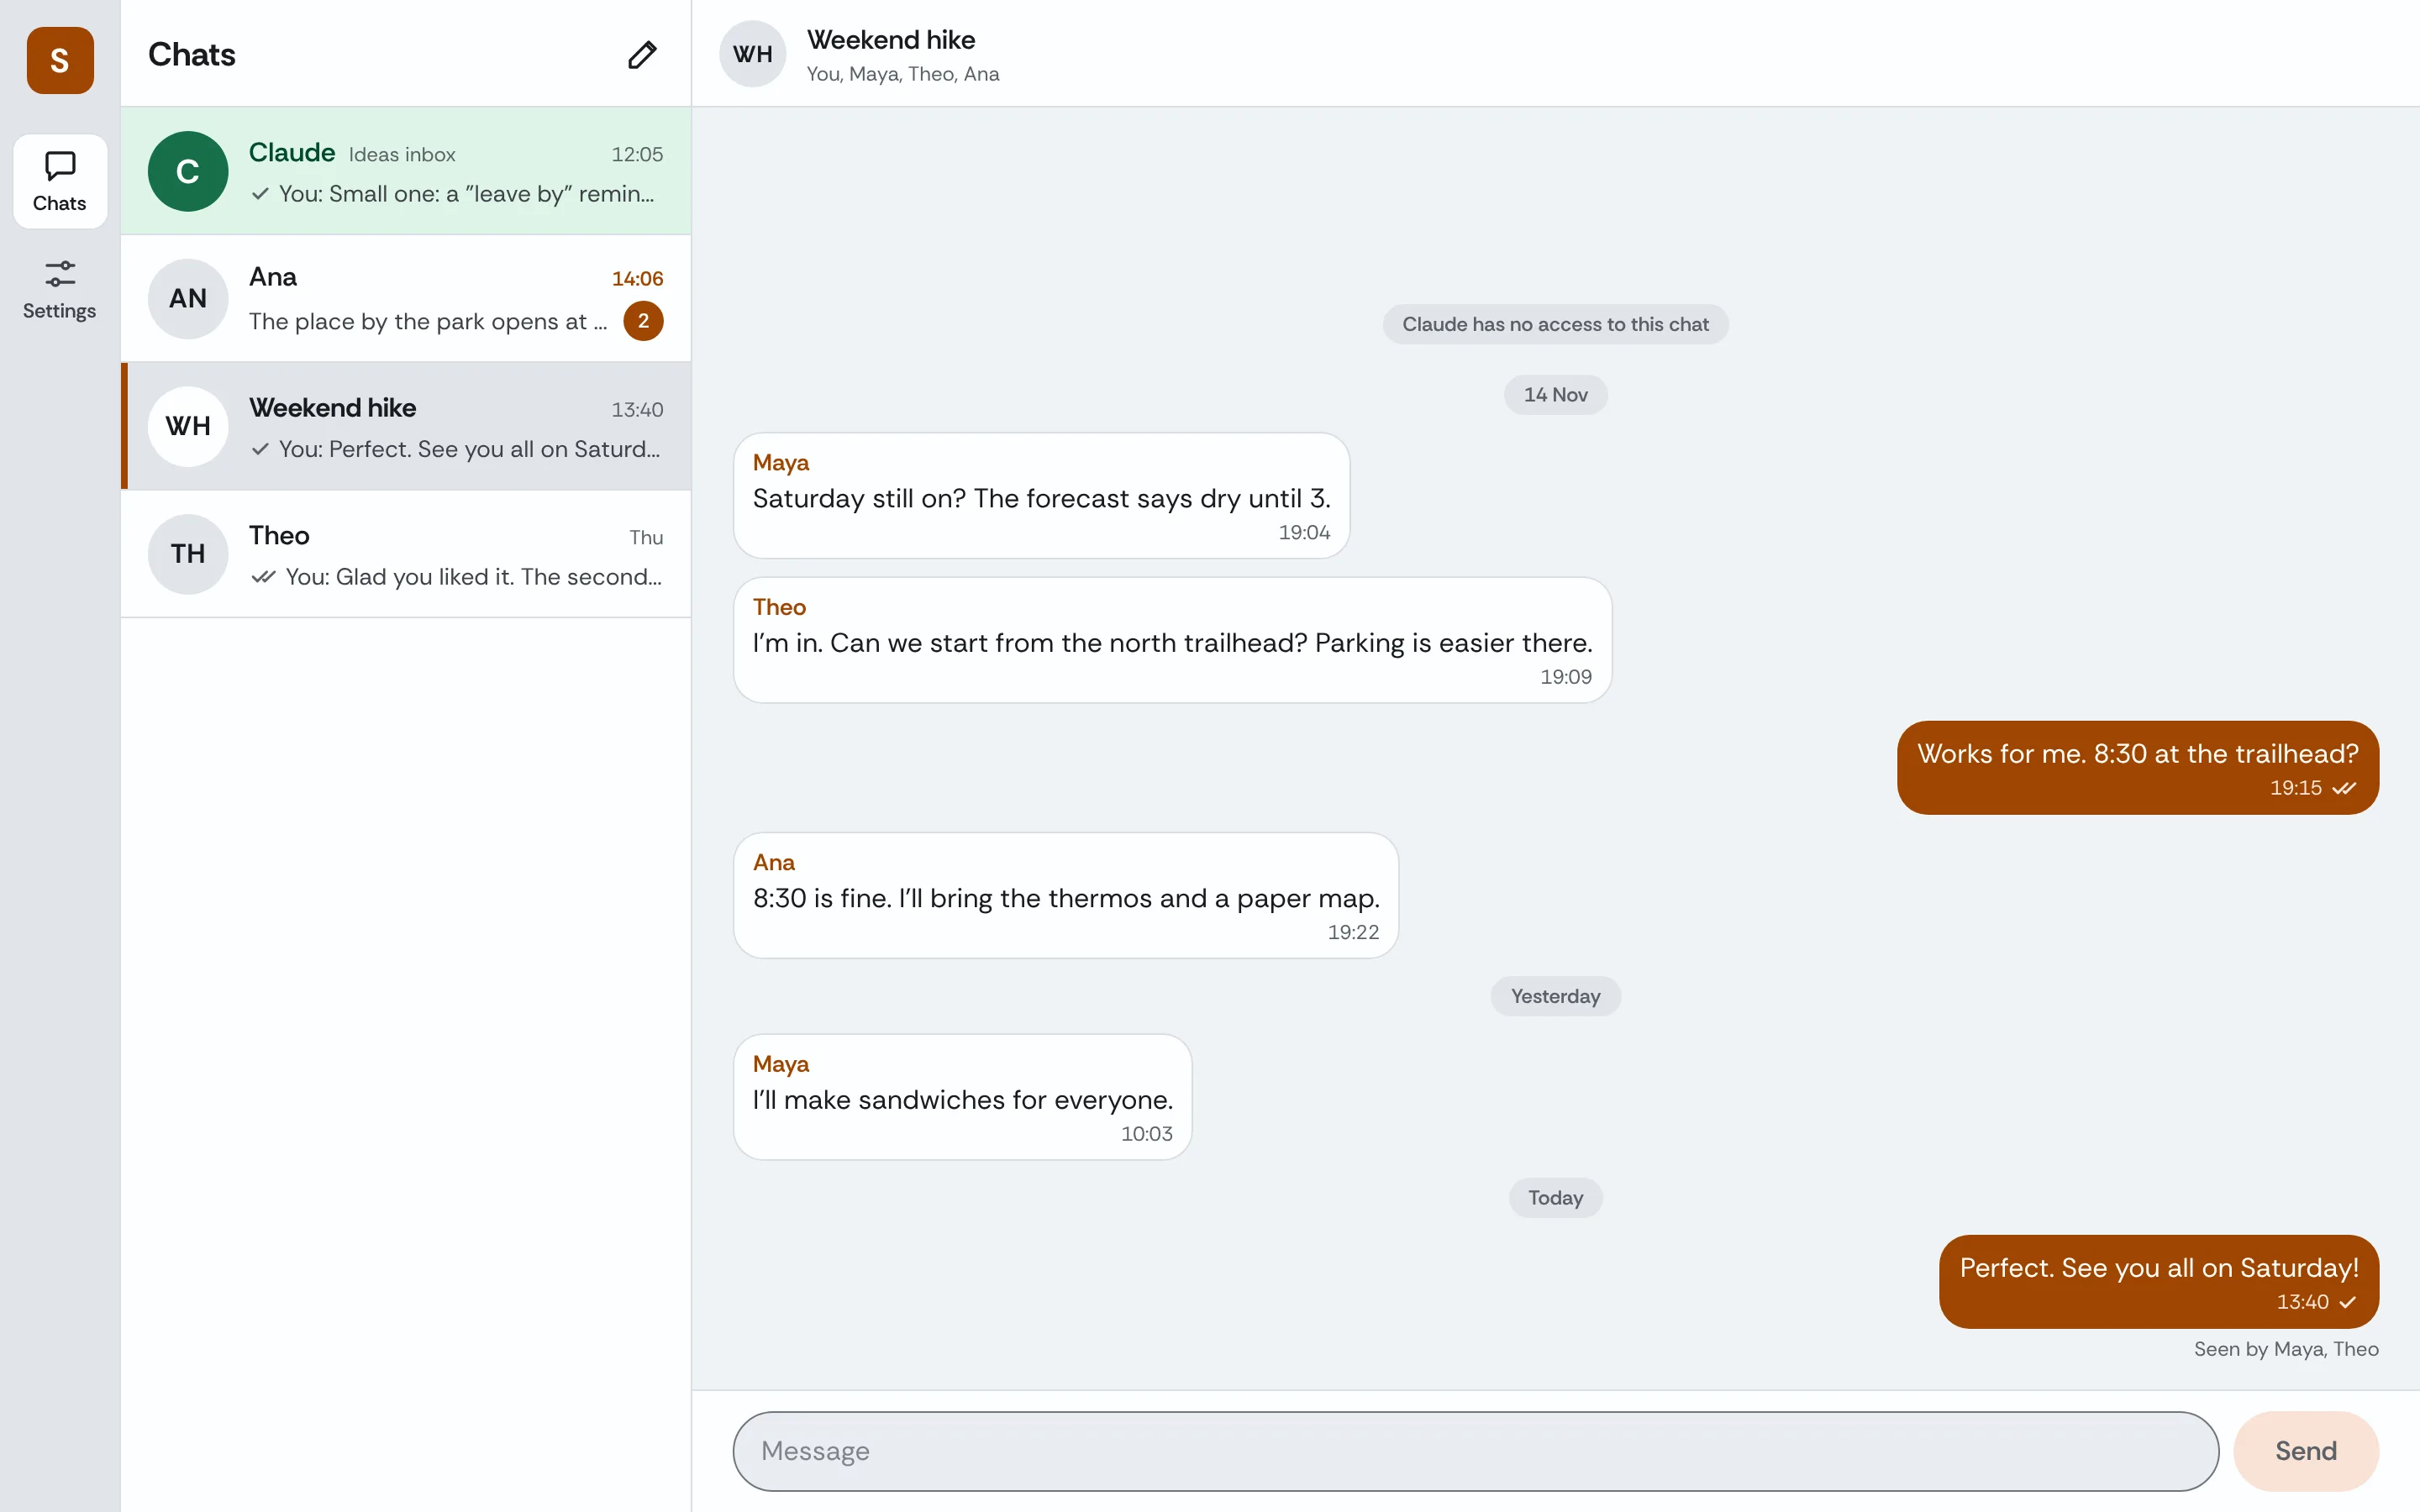 S
Chats
Settings
Chats
C
Claude Ideas inbox 12:05
You: Small one: a "leave by" remin...
AN
Ana 14:06
The place by the park opens at ... 2
WH
Weekend hike 13:40
You: Perfect. See you all on Saturd...
TH
Theo Thu
You: Glad you liked it. The second...
WH
Weekend hike
You, Maya, Theo, Ana
Claude has no access to this chat
14 Nov
Maya
Saturday still on? The forecast says dry until 3.
19:04
Theo
I'm in. Can we start from the north trailhead? Parking is easier there.
19:09
Works for me. 8:30 at the trailhead?
19:15
Ana
8:30 is fine. I'll bring the thermos and a paper map.
19:22
Yesterday
Maya
I'll make sandwiches for everyone.
10:03
Today
Perfect. See you all on Saturday!
13:40
Seen by Maya, Theo
Message
Send